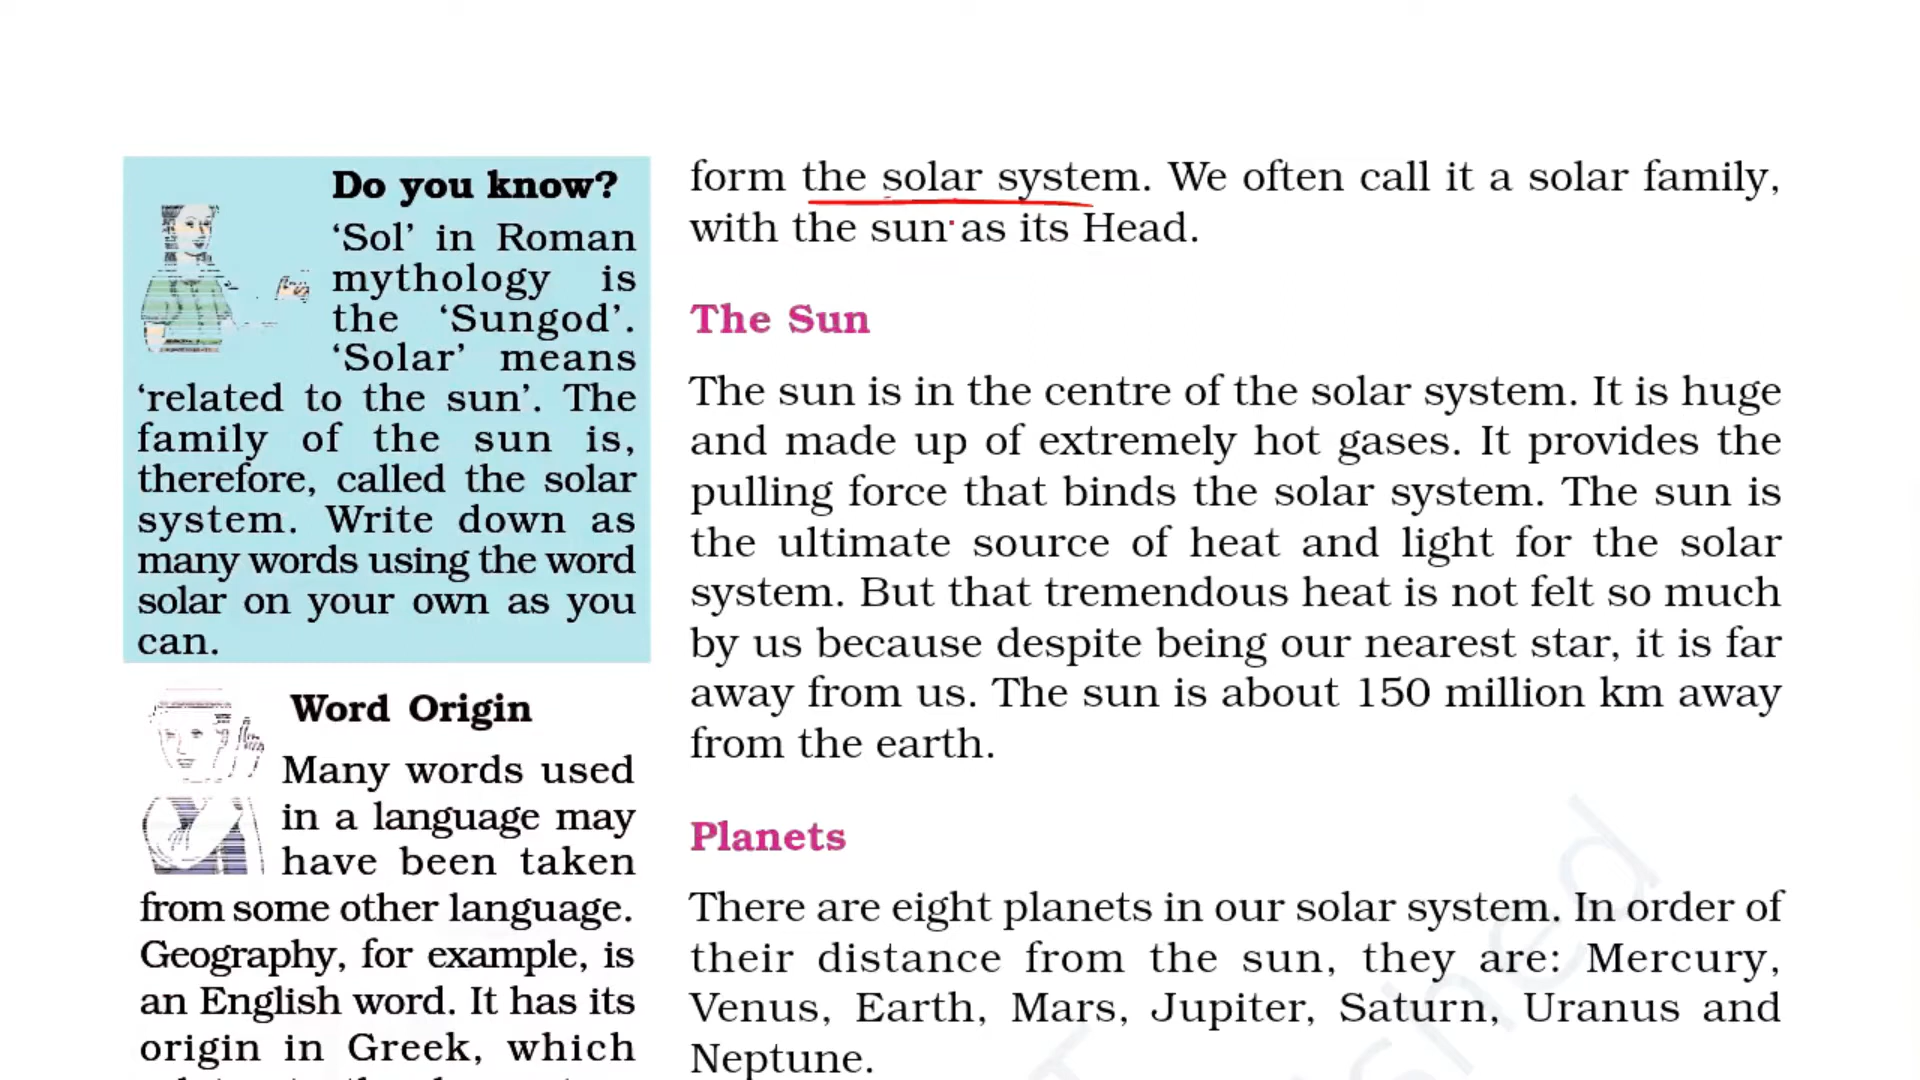 Do you know?
‘Sol’ in Roman
mythology is
the ‘Sungod’.
‘Solar’ means
‘related to the sun’. The
family of the sun is,
therefore, called the solar
system. Write down as
many words using the word
solar on your own as you
can.
Word Origin
Many words used
in a language may
have been taken
from some other language.
Geography, for example, is
an English word. It has its
origin in Greek, which
form the solar system. We often call it a solar family,
with the sun as its Head.
The Sun
The sun is in the centre of the solar system. It is huge
and made up of extremely hot gases. It provides the
pulling force that binds the solar system. The sun is
the ultimate source of heat and light for the solar
system. But that tremendous heat is not felt so much
by us because despite being our nearest star, it is far
away from us. The sun is about 150 million km away
from the earth.
Planets
There are eight planets in our solar system. In order of
their distance from the sun, they are: Mercury,
Venus, Earth, Mars, Jupiter, Saturn, Uranus and
Neptune.